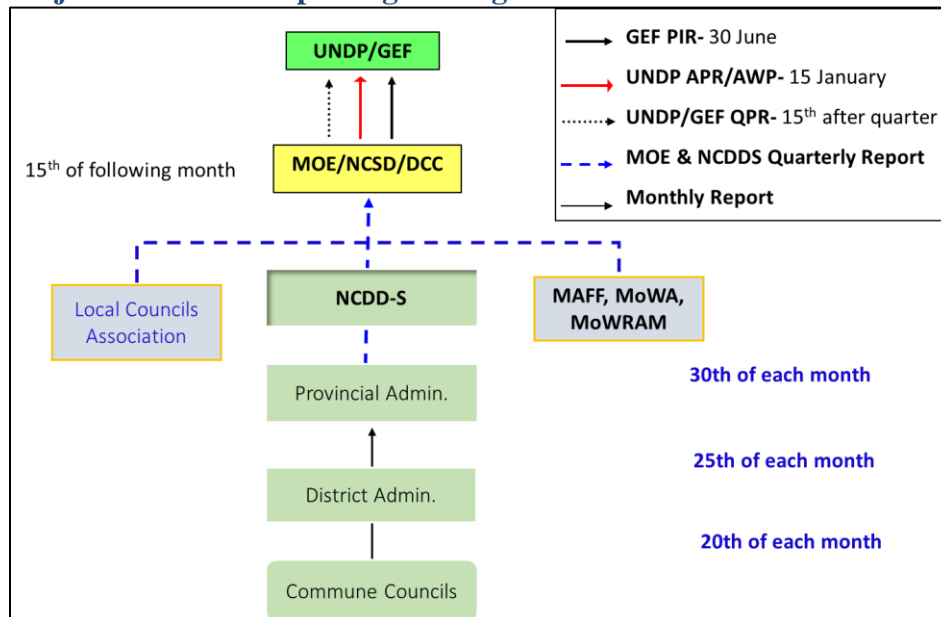 UNDP/GEF
GEF PIR- 30 June
UNDP APR/AWP- 15 January
UNDP/GEF QPR- 15th after quarter
MOE & NCDDS Quarterly Report
Monthly Report
15th of following month
MOE/NCSD/DCC
Local Councils
Association
NCDD-S
MAFF, MoWA,
MoWRAM
30th of each month
Provincial Admin.
25th of each month
District Admin.
20th of each month
Commune Councils